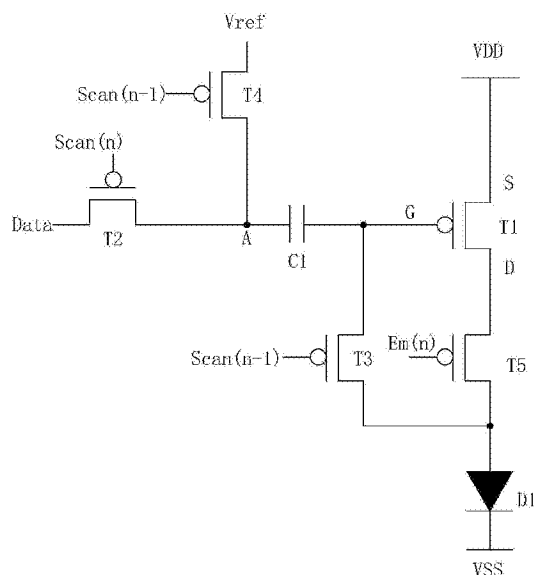 Vref
VDD
Scan(n-1)
T4
Scan(n)
S
Data
T2
A
C1
G
T1
D
Scan(n-1)
T3
Em(n)
T5
D1
VSS